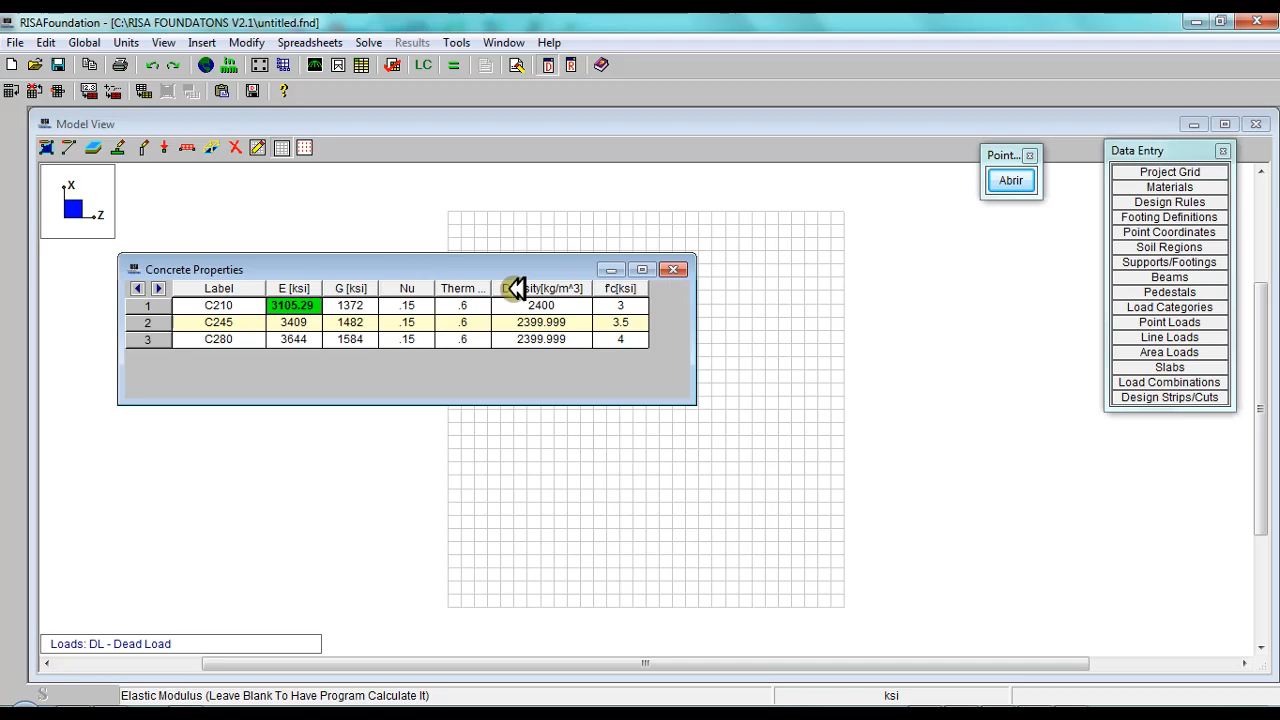 RISAFoundation - [C:\RISA FOUNDATONS V2.1\untitled.fnd]
File Edit Global Units View Insert Modify Spreadsheets Solve Results Tools Window Help
LC D R
Model View
Point...
Abrir
Data Entry
Project Grid
Materials
Design Rules
Footing Definitions
Point Coordinates
Soil Regions
Supports/Footings
Beams
Pedestals
Load Categories
Point Loads
Line Loads
Area Loads
Slabs
Load Combinations
Design Strips/Cuts
X
Z
Concrete Properties
Label E [ksi] G [ksi] Nu Therm ... f'c[ksi]
1 C210 3105.29 1372 .15 .6 2400 3
2 C245 3409 1482 .15 .6 2399.999 3.5
3 C280 3644 1584 .15 .6 2399.999 4
Loads: DL - Dead Load
S Elastic Modulus (Leave Blank To Have Program Calculate It) ksi